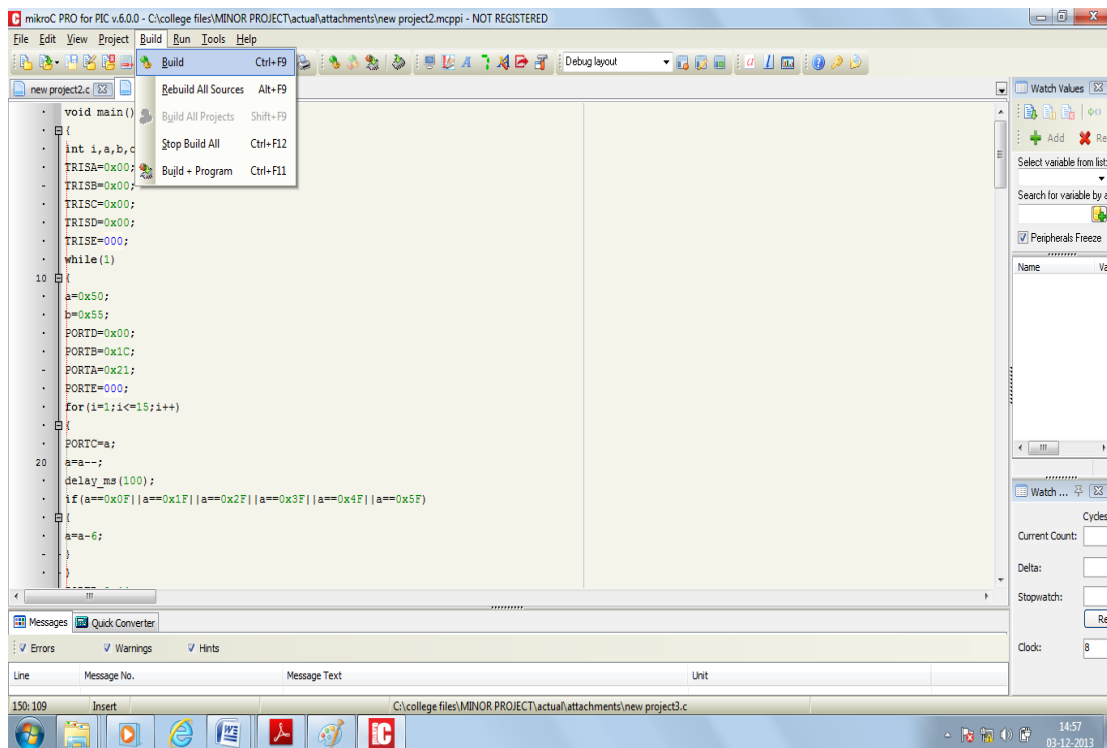 mikroC PRO for PIC v.6.0.0 - C:\college files\MINOR PROJECT\actual\attachments\new project2.mcppi - NOT REGISTERED
File Edit View Project Build Run Tools Help
Debug layout
Build Ctrl+F9
Rebuild All Sources Alt+F9
Build All Projects Shift+F9
Stop Build All Ctrl+F12
Build + Program Ctrl+F11
new project2.c
void main()
{
int i,a,b,
TRISA=0x00;
TRISB=0x00;
TRISC=0x00;
TRISD=0x00;
TRISE=000;
while(1)
10 {
a=0x50;
b=0x55;
PORTD=0x00;
PORTB=0x1C;
PORTA=0x21;
PORTE=000;
for(i=1;i<=15;i++)
{
PORTC=a;
20 a=a--;
delay_ms(100);
if(a==0x0F||a==0x1F||a==0x2F||a==0x3F||a==0x4F||a==0x5F)
{
a=a-6;
}
}
Watch Values
Add Re
Select variable from list:
Search for variable by a
Peripherals Freeze
Name Va
Watch ...
Cycles
Current Count:
Delta:
Stopwatch:
Re
Clock: 8
Messages Quick Converter
Errors Warnings Hints
Line Message No. Message Text Unit
150: 109 Insert C:\college files\MINOR PROJECT\actual\attachments\new project3.c
14:57
03-12-2013